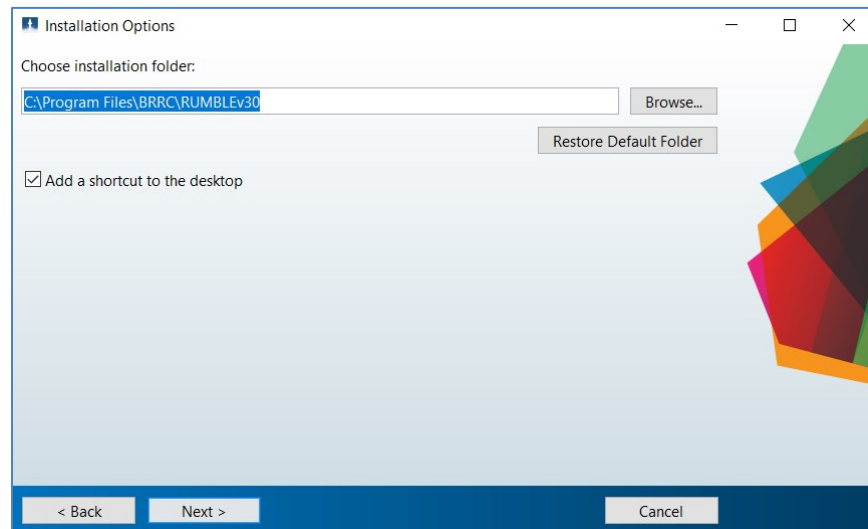 Installation Options
Choose installation folder:
C:\Program Files\BRRC\RUMBLEv30
Browse...
Restore Default Folder
Add a shortcut to the desktop
< Back
Next >
Cancel